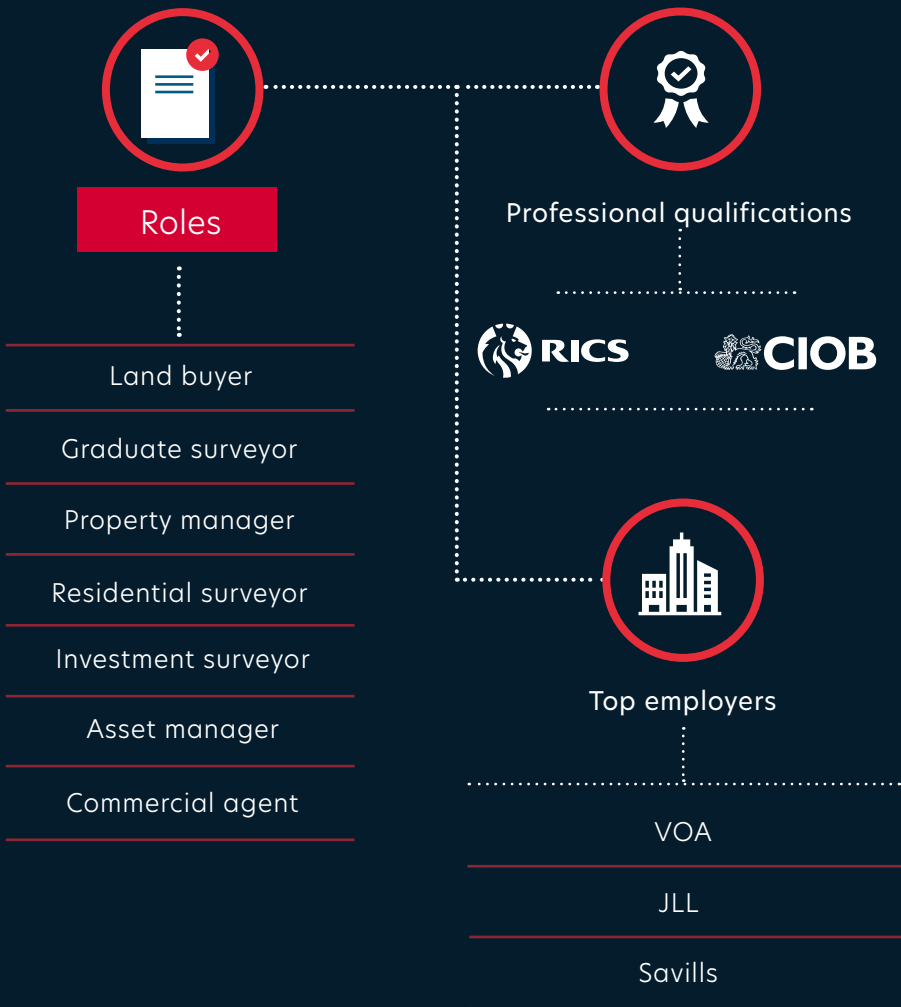 Roles
Land buyer
Graduate surveyor
Property manager
Residential surveyor
Investment surveyor
Asset manager
Commercial agent
Professional qualifications
RICS
CIOB
Top employers
VOA
JLL
Savills